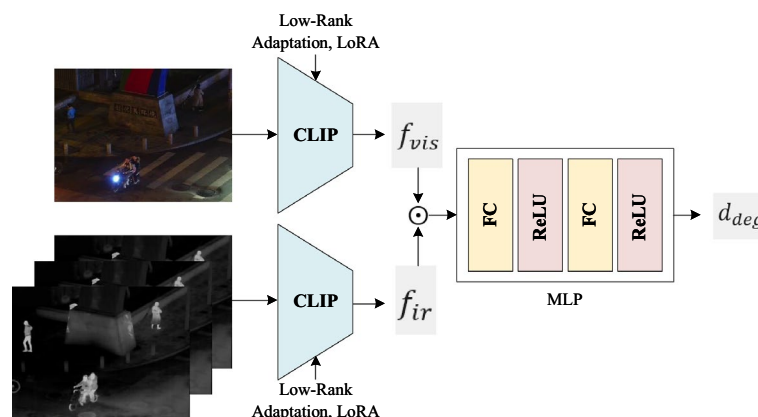 Low-Rank
Adaptation, LoRA
CLIP
f_vis
FC
ReLU
FC
ReLU
d_deg
MLP
CLIP
f_ir
Low-Rank
Adaptation, LoRA